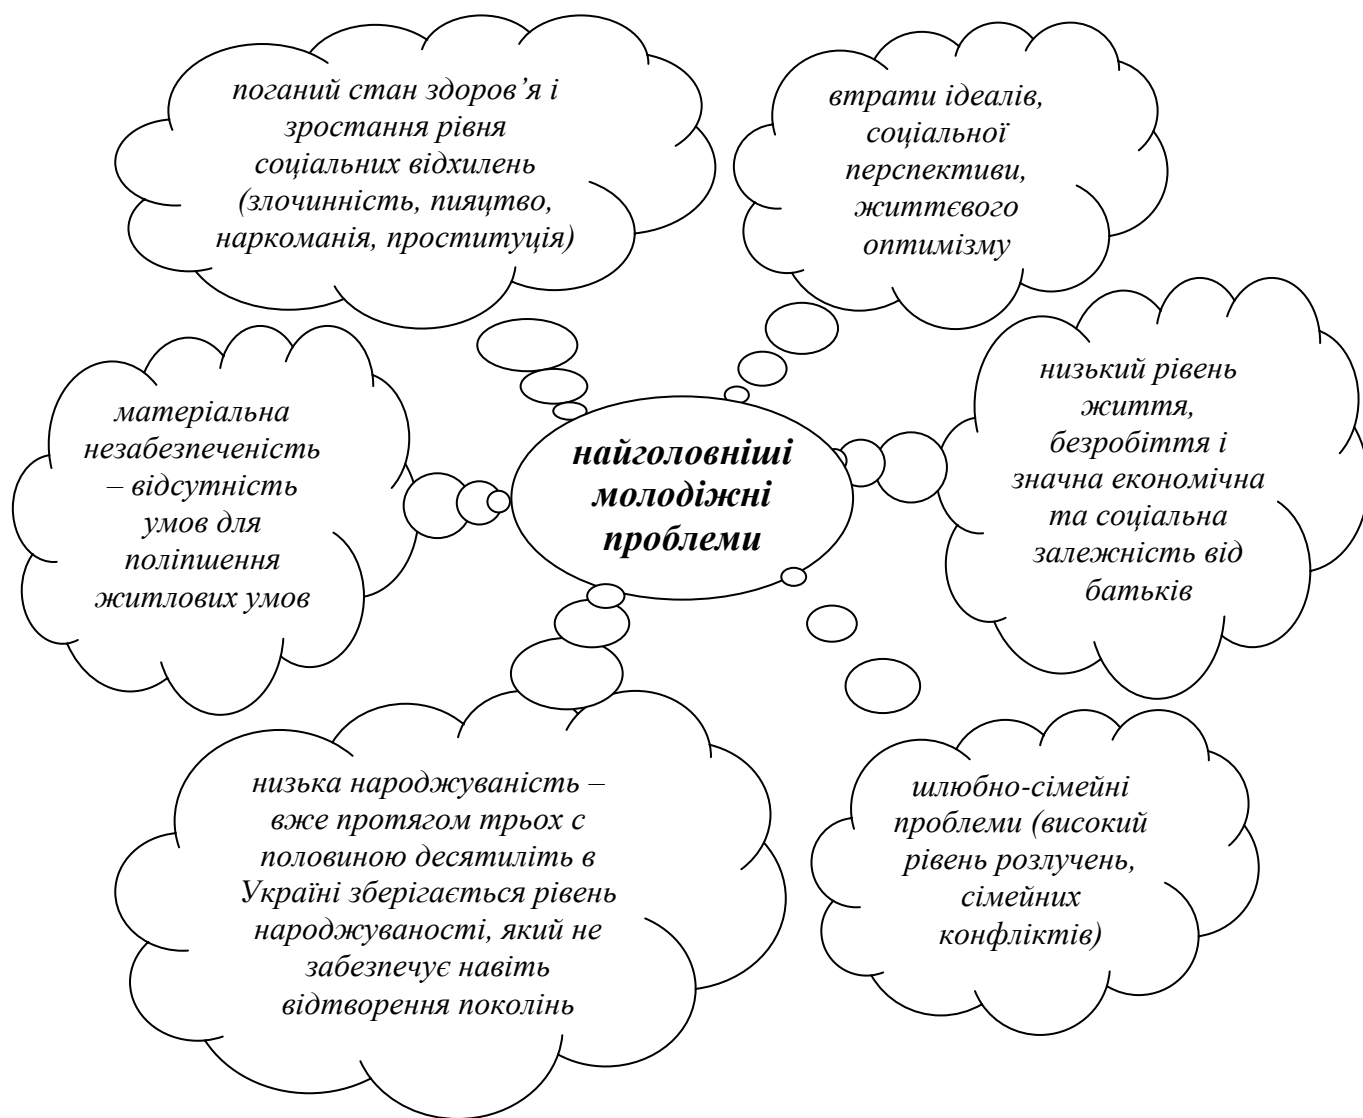 поганий стан здоров’я і
зростання рівня
соціальних відхилень
(злочинність, пияцтво,
наркоманія, проституція)
втрати ідеалів,
соціальної
перспективи,
життєвого
оптимізму
матеріальна
незабезпеченість
– відсутність
умов для
поліпшення
житлових умов
найголовніші
молодіжні
проблеми
низький рівень
життя,
безробіття і
значна економічна
та соціальна
залежність від
батьків
низька народжуваність –
вже протягом трьох с
половиною десятиліть в
Україні зберігається рівень
народжуваності, який не
забезпечує навіть
відтворення поколінь
шлюбно-сімейні
проблеми (високий
рівень розлучень,
сімейних
конфліктів)